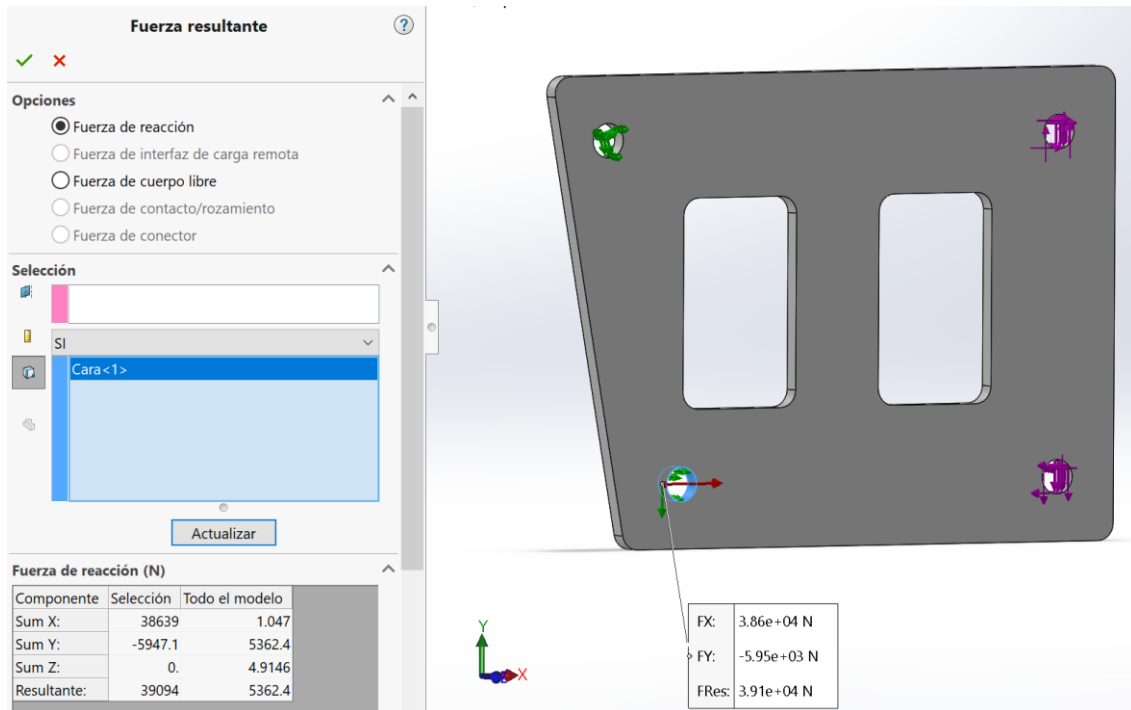 Fuerza resultante
?
Opciones
Fuerza de reacción
Fuerza de interfaz de carga remota
Fuerza de cuerpo libre
Fuerza de contacto/rozamiento
Fuerza de conector
Selección
SI
Cara<1>
Actualizar
Fuerza de reacción (N)
Componente Selección Todo el modelo
Sum X: 38639 1.047
Sum Y: -5947.1 5362.4
Sum Z: 0. 4.9146
Resultante: 39094 5362.4
Y
X
FX: 3.86e+04 N
FY: -5.95e+03 N
FRes: 3.91e+04 N